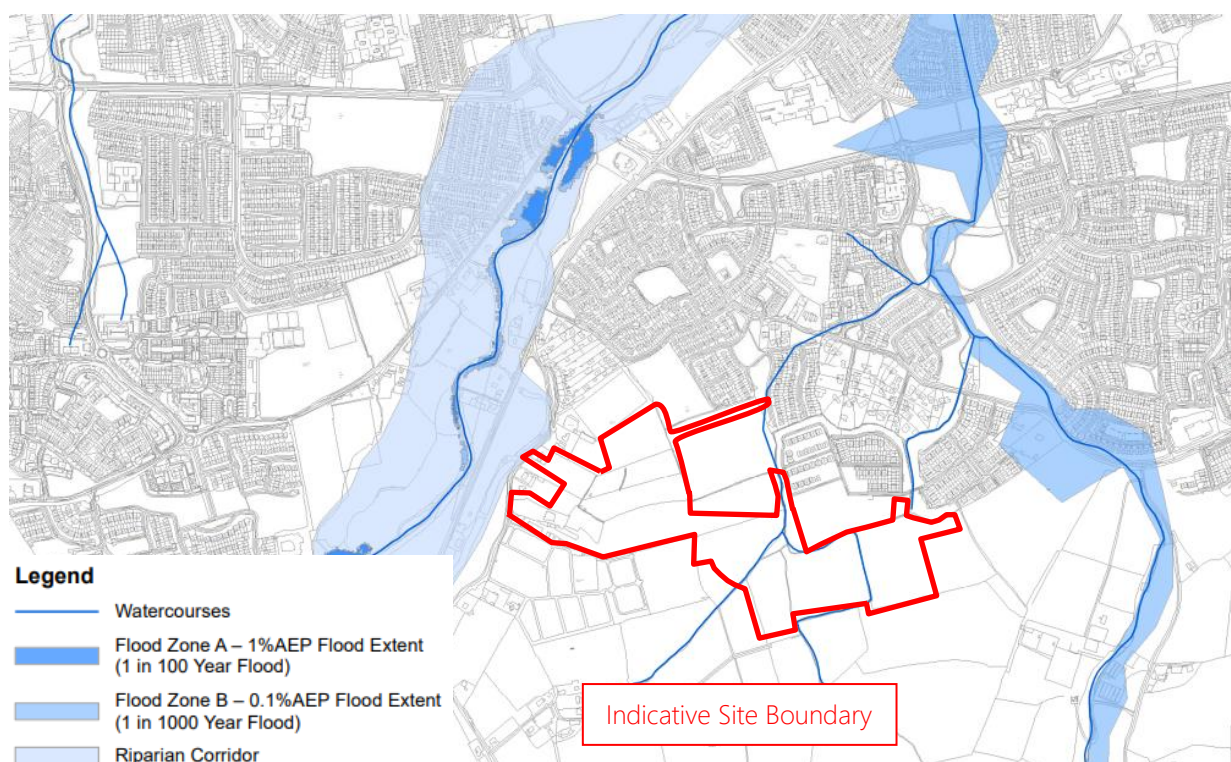 Legend
Watercourses
Flood Zone A – 1%AEP Flood Extent
(1 in 100 Year Flood)
Flood Zone B – 0.1%AEP Flood Extent
(1 in 1000 Year Flood)
Riparian Corridor
Indicative Site Boundary